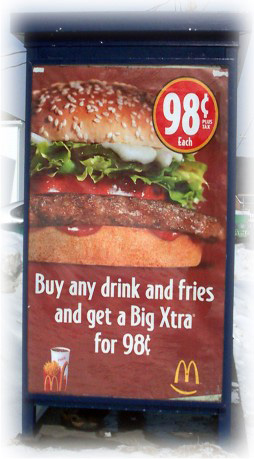 98¢
PLUS
TAX
Each
Buy any drink and fries
and get a Big Xtra
for 98¢